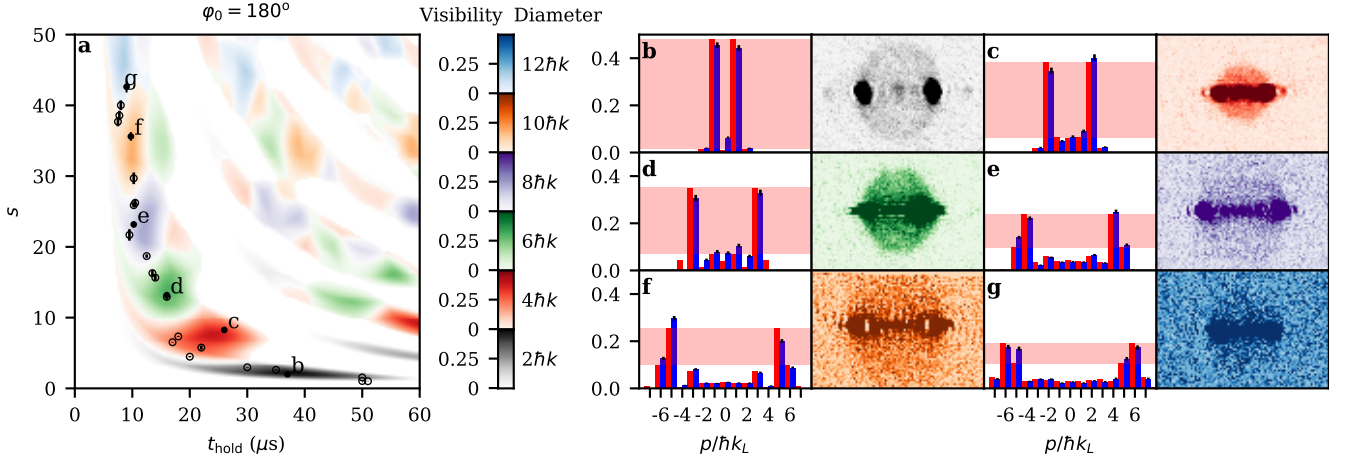 φ₀ = 180°
Visibility Diameter
a
b
c
d
e
f
g
s
0
10
20
30
40
50
0
10
20
30
40
50
60
t_hold (μs)
0.25
12ħk
0
0.25
10ħk
0
0.25
8ħk
0
0.25
6ħk
0
0.25
4ħk
0
0.25
2ħk
0
b
c
0.4
0.2
0.0
d
e
0.4
0.2
0.0
f
g
0.4
0.2
0.0
-6 -4 -2 0 2 4 6
-6 -4 -2 0 2 4 6
p/ħk_L
p/ħk_L